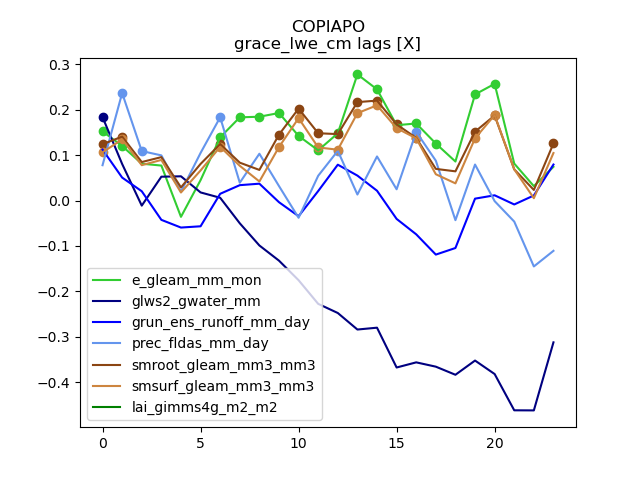 COPIAPO
grace_lwe_cm lags [X]
0.3
0.2
0.1
0.0
−0.1
−0.2
−0.3
−0.4
e_gleam_mm_mon
glws2_gwater_mm
grun_ens_runoff_mm_day
prec_fldas_mm_day
smroot_gleam_mm3_mm3
smsurf_gleam_mm3_mm3
lai_gimms4g_m2_m2
0 5 10 15 20